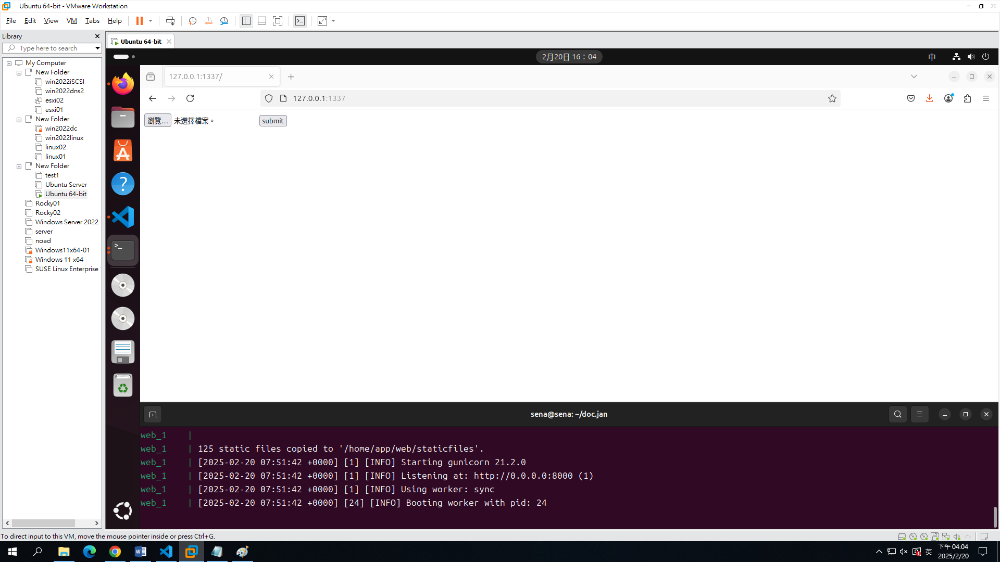 Ubuntu 64-bit - VMware Workstation
File Edit View VM Tabs Help
Library
Type here to search
My Computer
New Folder
win2022iSCSI
win2022dns2
esxi02
esxi01
New Folder
win2022dc
win2022linux
linux02
linux01
New Folder
test1
Ubuntu Server
Ubuntu 64-bit
Rocky01
Rocky02
Windows Server 2022
server
noad
Windows11x64-01
Windows 11 x64
SUSE Linux Enterprise
Ubuntu 64-bit
2月20日 16：04
中
127.0.0.1:1337/
127.0.0.1:1337
瀏覽… 未選擇檔案。 submit
sena@sena: ~/doc.jan
web_1 |
web_1 | 125 static files copied to '/home/app/web/staticfiles'.
web_1 | [2025-02-20 07:51:42 +0000] [1] [INFO] Starting gunicorn 21.2.0
web_1 | [2025-02-20 07:51:42 +0000] [1] [INFO] Listening at: http://0.0.0.0:8000 (1)
web_1 | [2025-02-20 07:51:42 +0000] [1] [INFO] Using worker: sync
web_1 | [2025-02-20 07:51:42 +0000] [24] [INFO] Booting worker with pid: 24
To direct input to this VM, move the mouse pointer inside or press Ctrl+G.
英
下午 04:04
2025/2/20